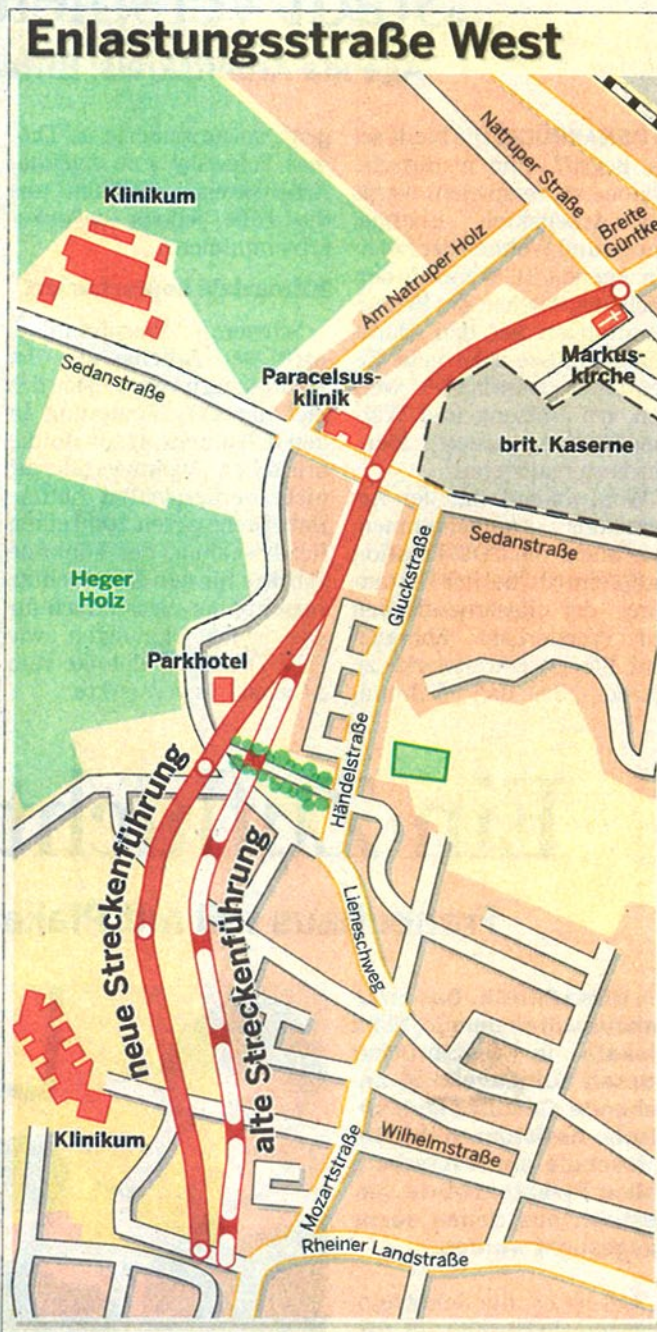 Enlastungsstraße West
Klinikum
Natruper Straße
Breite
Güntke
Am Natruper Holz
Sedanstraße
Paracelsus-
klinik
Markus-
kirche
brit. Kaserne
Sedanstraße
Gluckstraße
Heger
Holz
Parkhotel
Händelstraße
neue Streckenführung
alte Streckenführung
Lieneschweg
Klinikum
Wilhelmstraße
Mozartstraße
Rheiner Landstraße